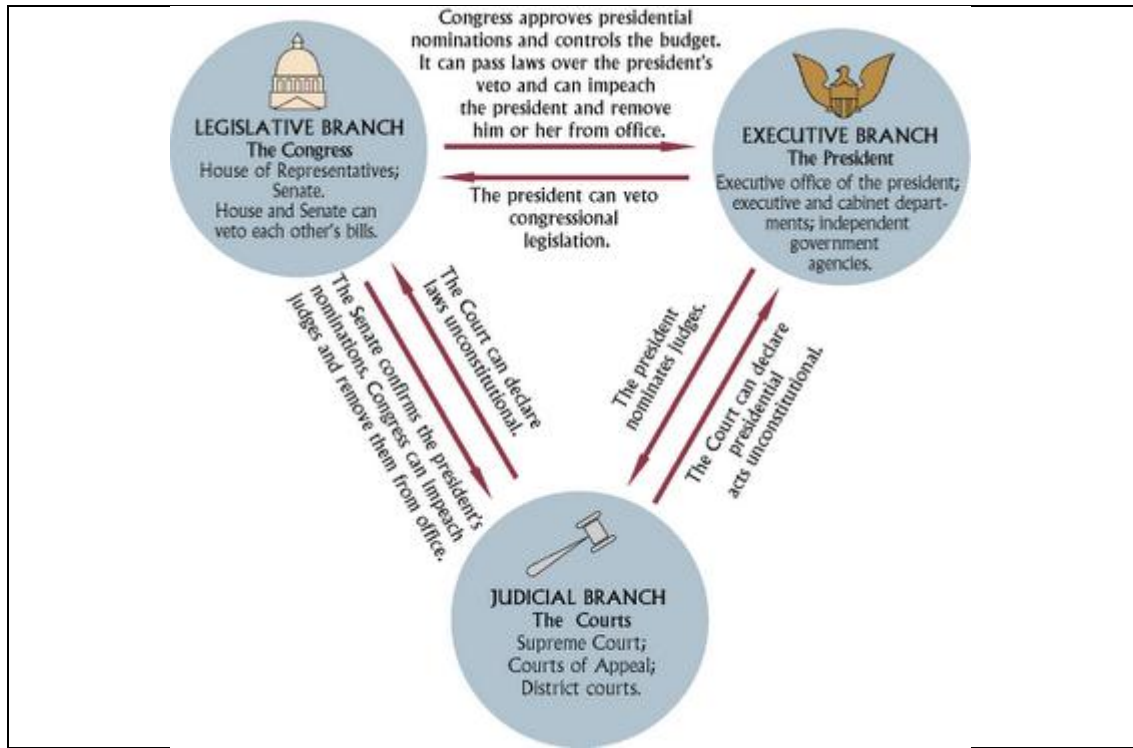 Congress approves presidential
nominations and controls the budget.
It can pass laws over the president's
veto and can impeach
the president and remove
him or her from office.
LEGISLATIVE BRANCH
The Congress
House of Representatives;
Senate.
House and Senate can
veto each other's bills.
EXECUTIVE BRANCH
The President
Executive office of the president;
executive and cabinet depart-
ments; independent
government
agencies.
The president can veto
congressional
legislation.
The Senate confirms the president's
nominations. Congress can impeach
judges and remove them from office.
The Court can declare
laws unconstitutional.
The president
nominates judges.
The Court can declare
presidential
acts unconstitutional.
JUDICIAL BRANCH
The Courts
Supreme Court;
Courts of Appeal;
District courts.